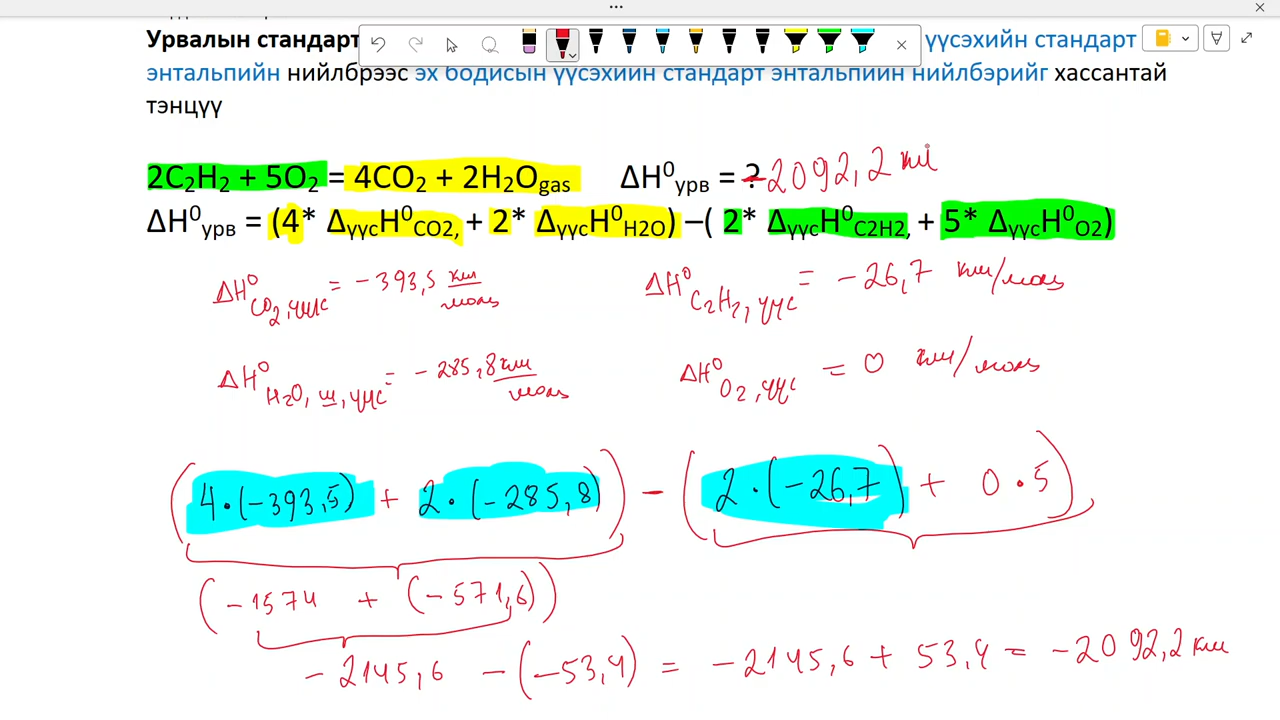 Урвалын стандарт үүсэхийн стандарт
энтальпийн нийлбрээс эх бодисын үүсэхийн стандарт энтальпийн нийлбэрийг хассантай
тэнцүү
2C₂H₂ + 5O₂ = 4CO₂ + 2H₂Ogas ΔH⁰урв = ? -2092,2 кж
ΔH⁰урв = (4* ΔүүсH⁰CO2, + 2* ΔүүсH⁰H2O) –( 2* ΔүүсH⁰C2H2, + 5* ΔүүсH⁰O2)
ΔH⁰CO₂,үүс = -393,5 кж/моль ΔH⁰C₂H₂,үүс = -26,7 кж/моль
ΔH⁰H₂O, ш, үүс = -285,8 кж/моль ΔH⁰O₂,үүс = 0 кж/моль
(4·(-393,5) + 2·(-285,8)) - (2·(-26,7) + 0·5)
(-1574 + (-571,6))
-2145,6 -(-53,4) = -2145,6 + 53,4 = -2092,2 кж